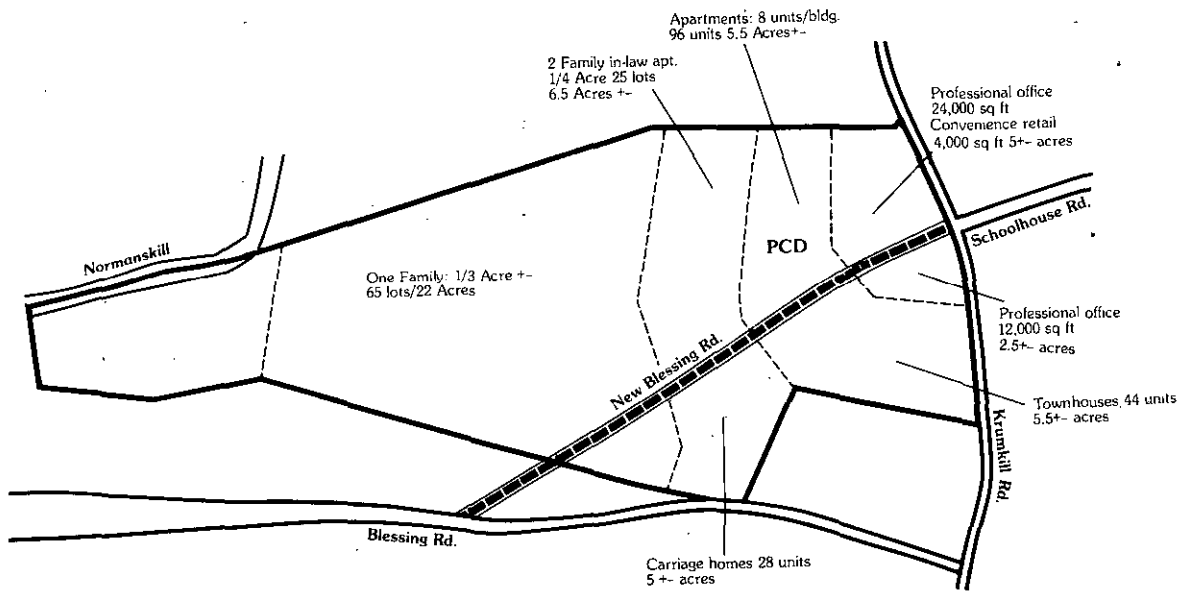 Apartments: 8 units/bldg.
96 units 5.5 Acres+-
2 Family in-law apt.
1/4 Acre 25 lots
6.5 Acres +-
Professional office
24,000 sq ft
Convenence retail
4,000 sq ft 5+- acres
Normanskill
Schoolhouse Rd.
PCD
One Family: 1/3 Acre +-
65 lots/22 Acres
Professional office
12,000 sq ft
2.5+- acres
New Blessing Rd.
Townhouses 44 units
5.5+- acres
Krumkill Rd.
Blessing Rd.
Carriage homes 28 units
5 +- acres